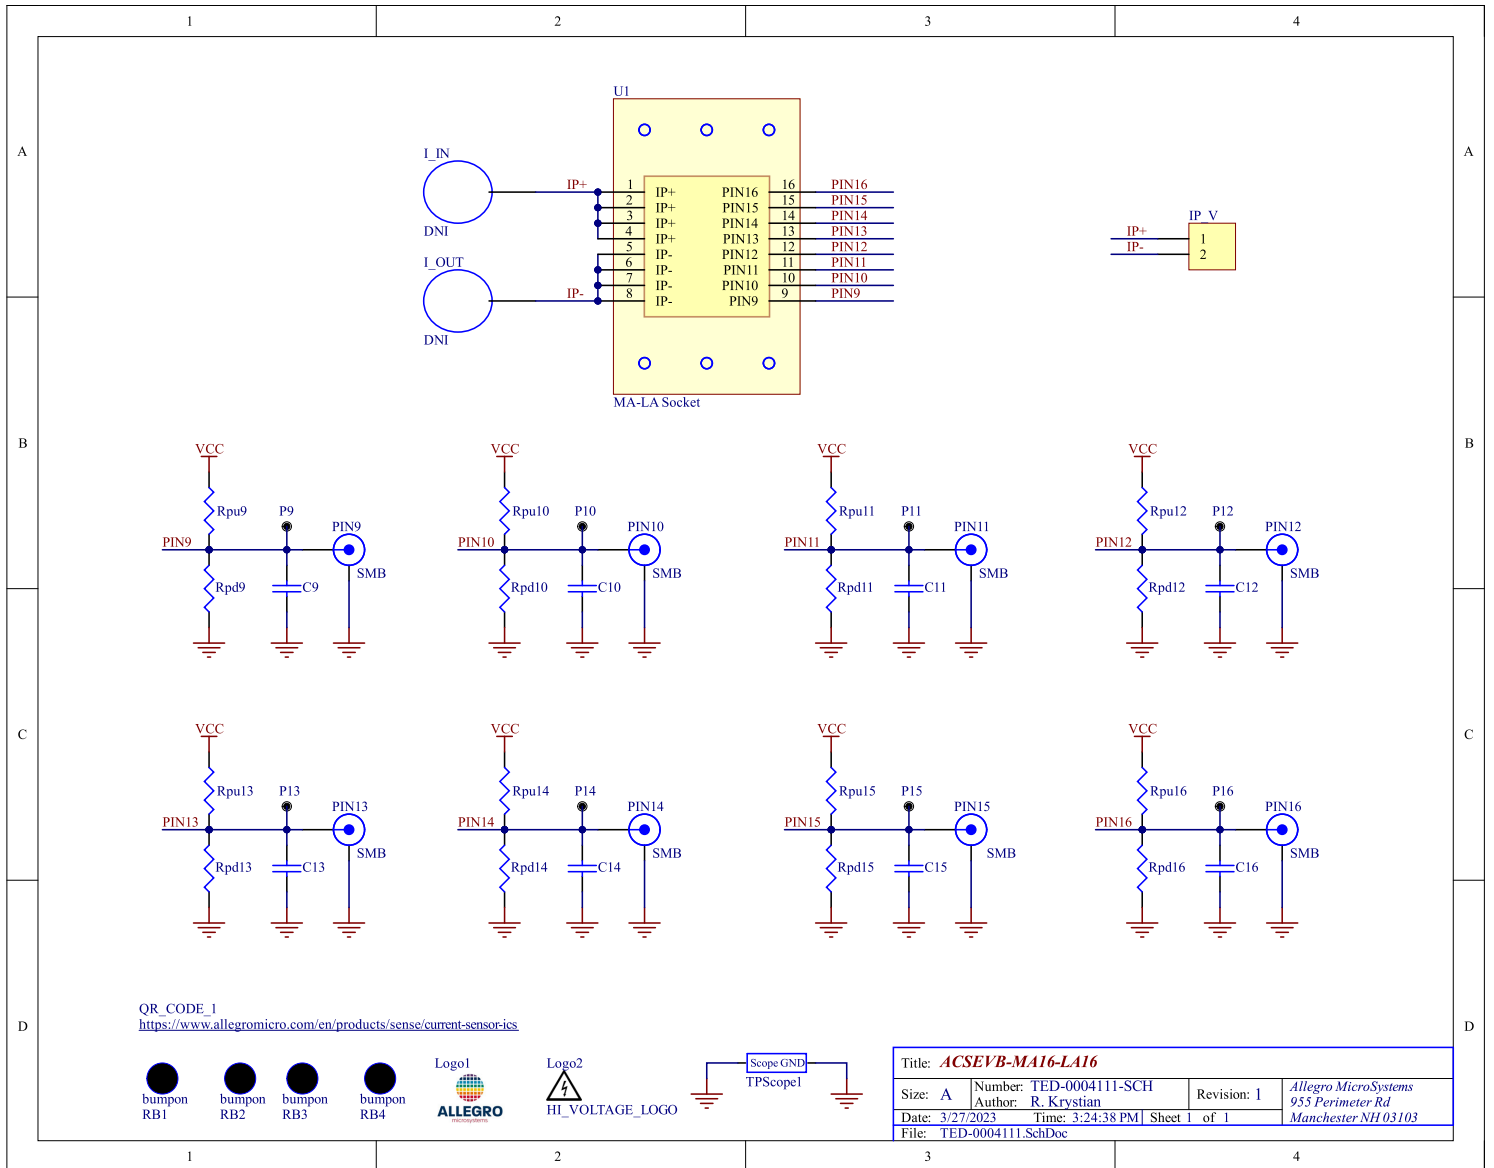 1 2 3 4
A A
B B
C C
D D
U1
I_IN
DNI
I_OUT
DNI
IP+
IP-
1 IP+ PIN16 16 PIN16
2 IP+ PIN15 15 PIN15
3 IP+ PIN14 14 PIN14
4 IP+ PIN13 13 PIN13
5 IP- PIN12 12 PIN12
6 IP- PIN11 11 PIN11
7 IP- PIN10 10 PIN10
8 IP- PIN9 9 PIN9
MA-LA Socket
IP_V
IP+ 1
IP- 2
VCC
Rpu9 P9 PIN9
PIN9
SMB
Rpd9 C9
VCC
Rpu10 P10 PIN10
PIN10
SMB
Rpd10 C10
VCC
Rpu11 P11 PIN11
PIN11
SMB
Rpd11 C11
VCC
Rpu12 P12 PIN12
PIN12
SMB
Rpd12 C12
VCC
Rpu13 P13 PIN13
PIN13
SMB
Rpd13 C13
VCC
Rpu14 P14 PIN14
PIN14
SMB
Rpd14 C14
VCC
Rpu15 P15 PIN15
PIN15
SMB
Rpd15 C15
VCC
Rpu16 P16 PIN16
PIN16
SMB
Rpd16 C16
QR_CODE_1
https://www.allegromicro.com/en/products/sense/current-sensor-ics
bumpon
RB1
bumpon
RB2
bumpon
RB3
bumpon
RB4
Logo1
ALLEGRO
microsystems
Logo2
HI_VOLTAGE_LOGO
Scope GND
TPScope1
Title: ACSEVB-MA16-LA16
Size: A
Number: TED-0004111-SCH
Author: R. Krystian
Revision: 1
Allegro MicroSystems
955 Perimeter Rd
Manchester NH 03103
Date: 3/27/2023 Time: 3:24:38 PM Sheet 1 of 1
File: TED-0004111.SchDoc
1 2 3 4